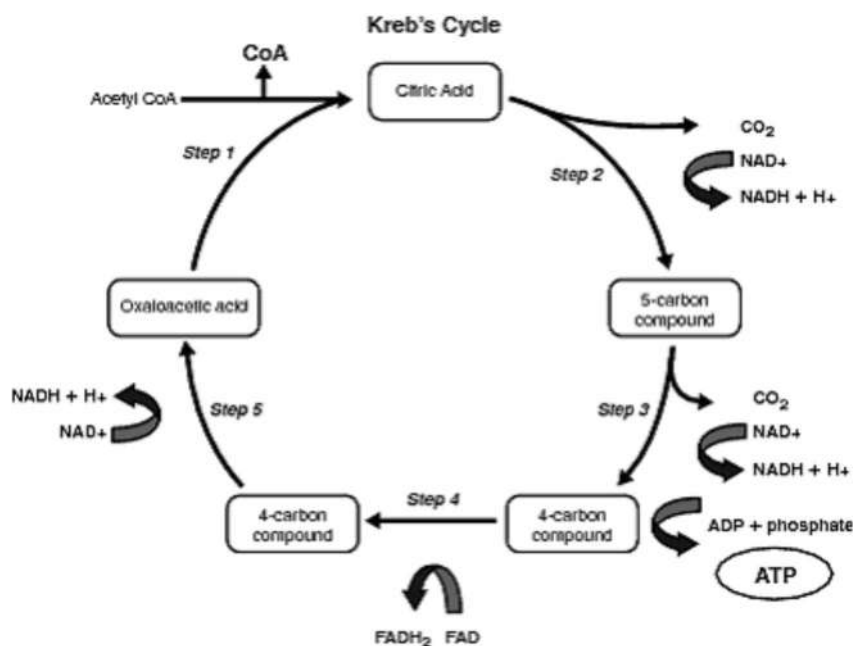 Kreb's Cycle
CoA
Acetyl CoA
Citric Acid
Step 1
Step 2
CO₂
NAD+
NADH + H+
Oxaloacetic acid
5-carbon
compound
NADH + H+
NAD+
Step 5
Step 3
CO₂
NAD+
NADH + H+
4-carbon
compound
Step 4
4-carbon
compound
ADP + phosphate
ATP
FADH₂ FAD